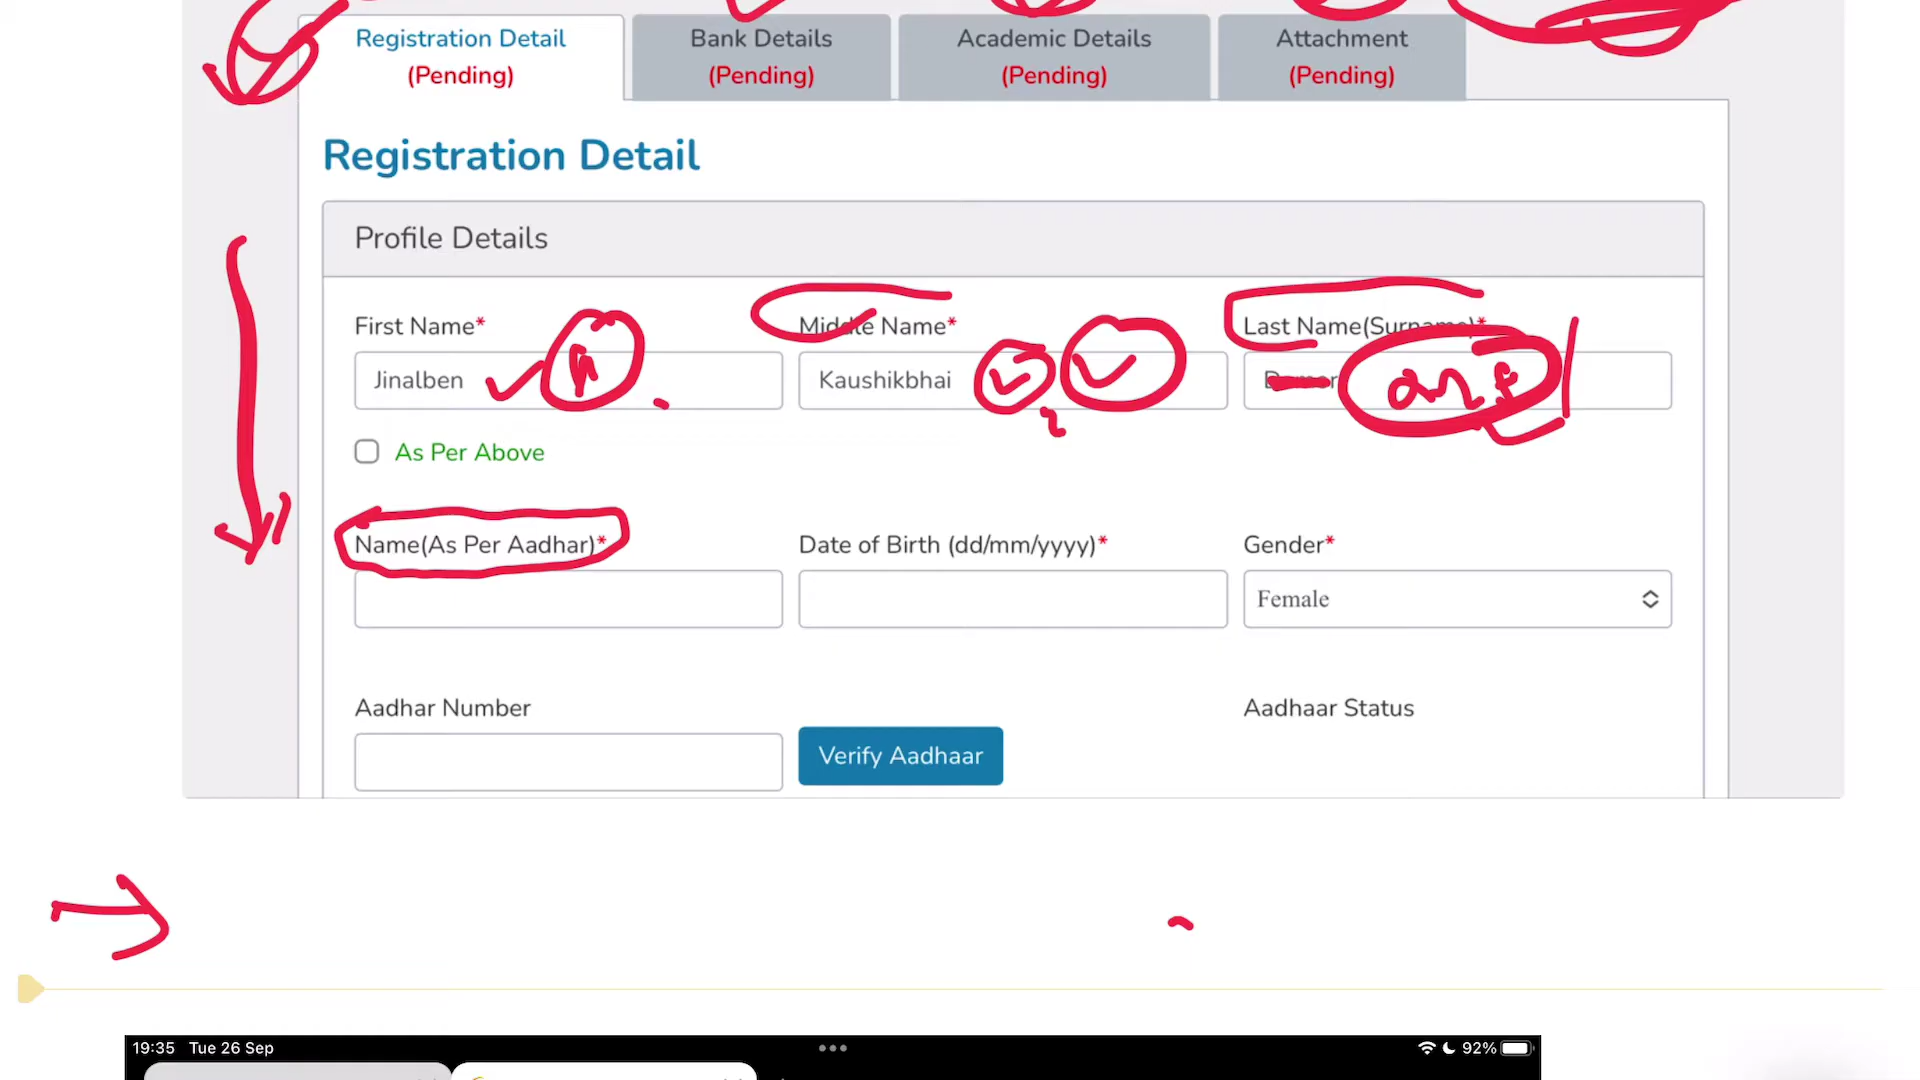 Registration Detail
(Pending)
Bank Details
(Pending)
Academic Details
(Pending)
Attachment
(Pending)
Registration Detail
Profile Details
First Name*
Middle Name*
Last Name(Surname)*
Jinalben
Kaushikbhai
As Per Above
Name(As Per Aadhar)*
Date of Birth (dd/mm/yyyy)*
Gender*
Female
Aadhar Number
Aadhaar Status
Verify Aadhaar
19:35 Tue 26 Sep
92%